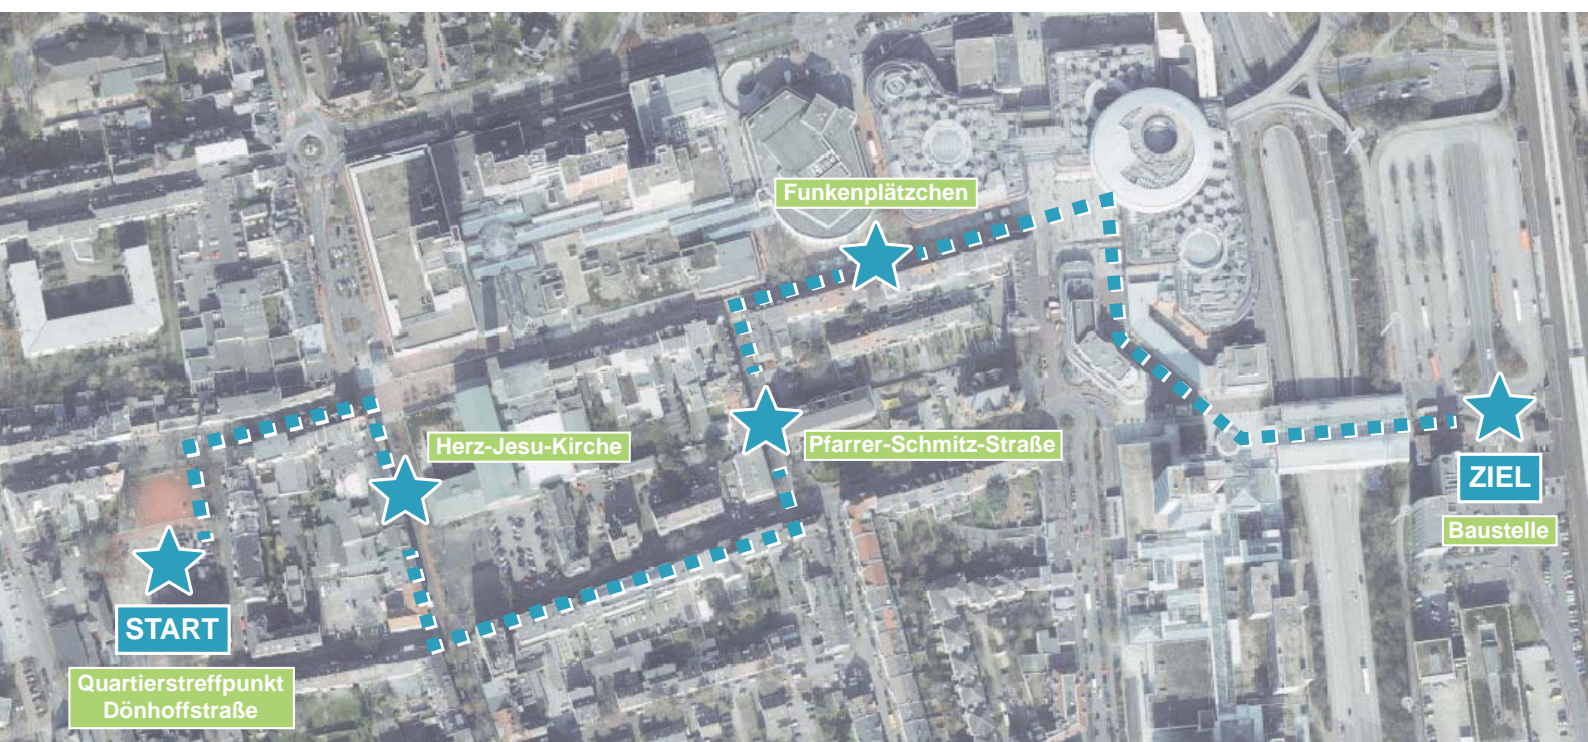 Funkenplätzchen
Herz-Jesu-Kirche
Pfarrer-Schmitz-Straße
ZIEL
Baustelle
START
Quartierstreffpunkt
Dönhoffstraße